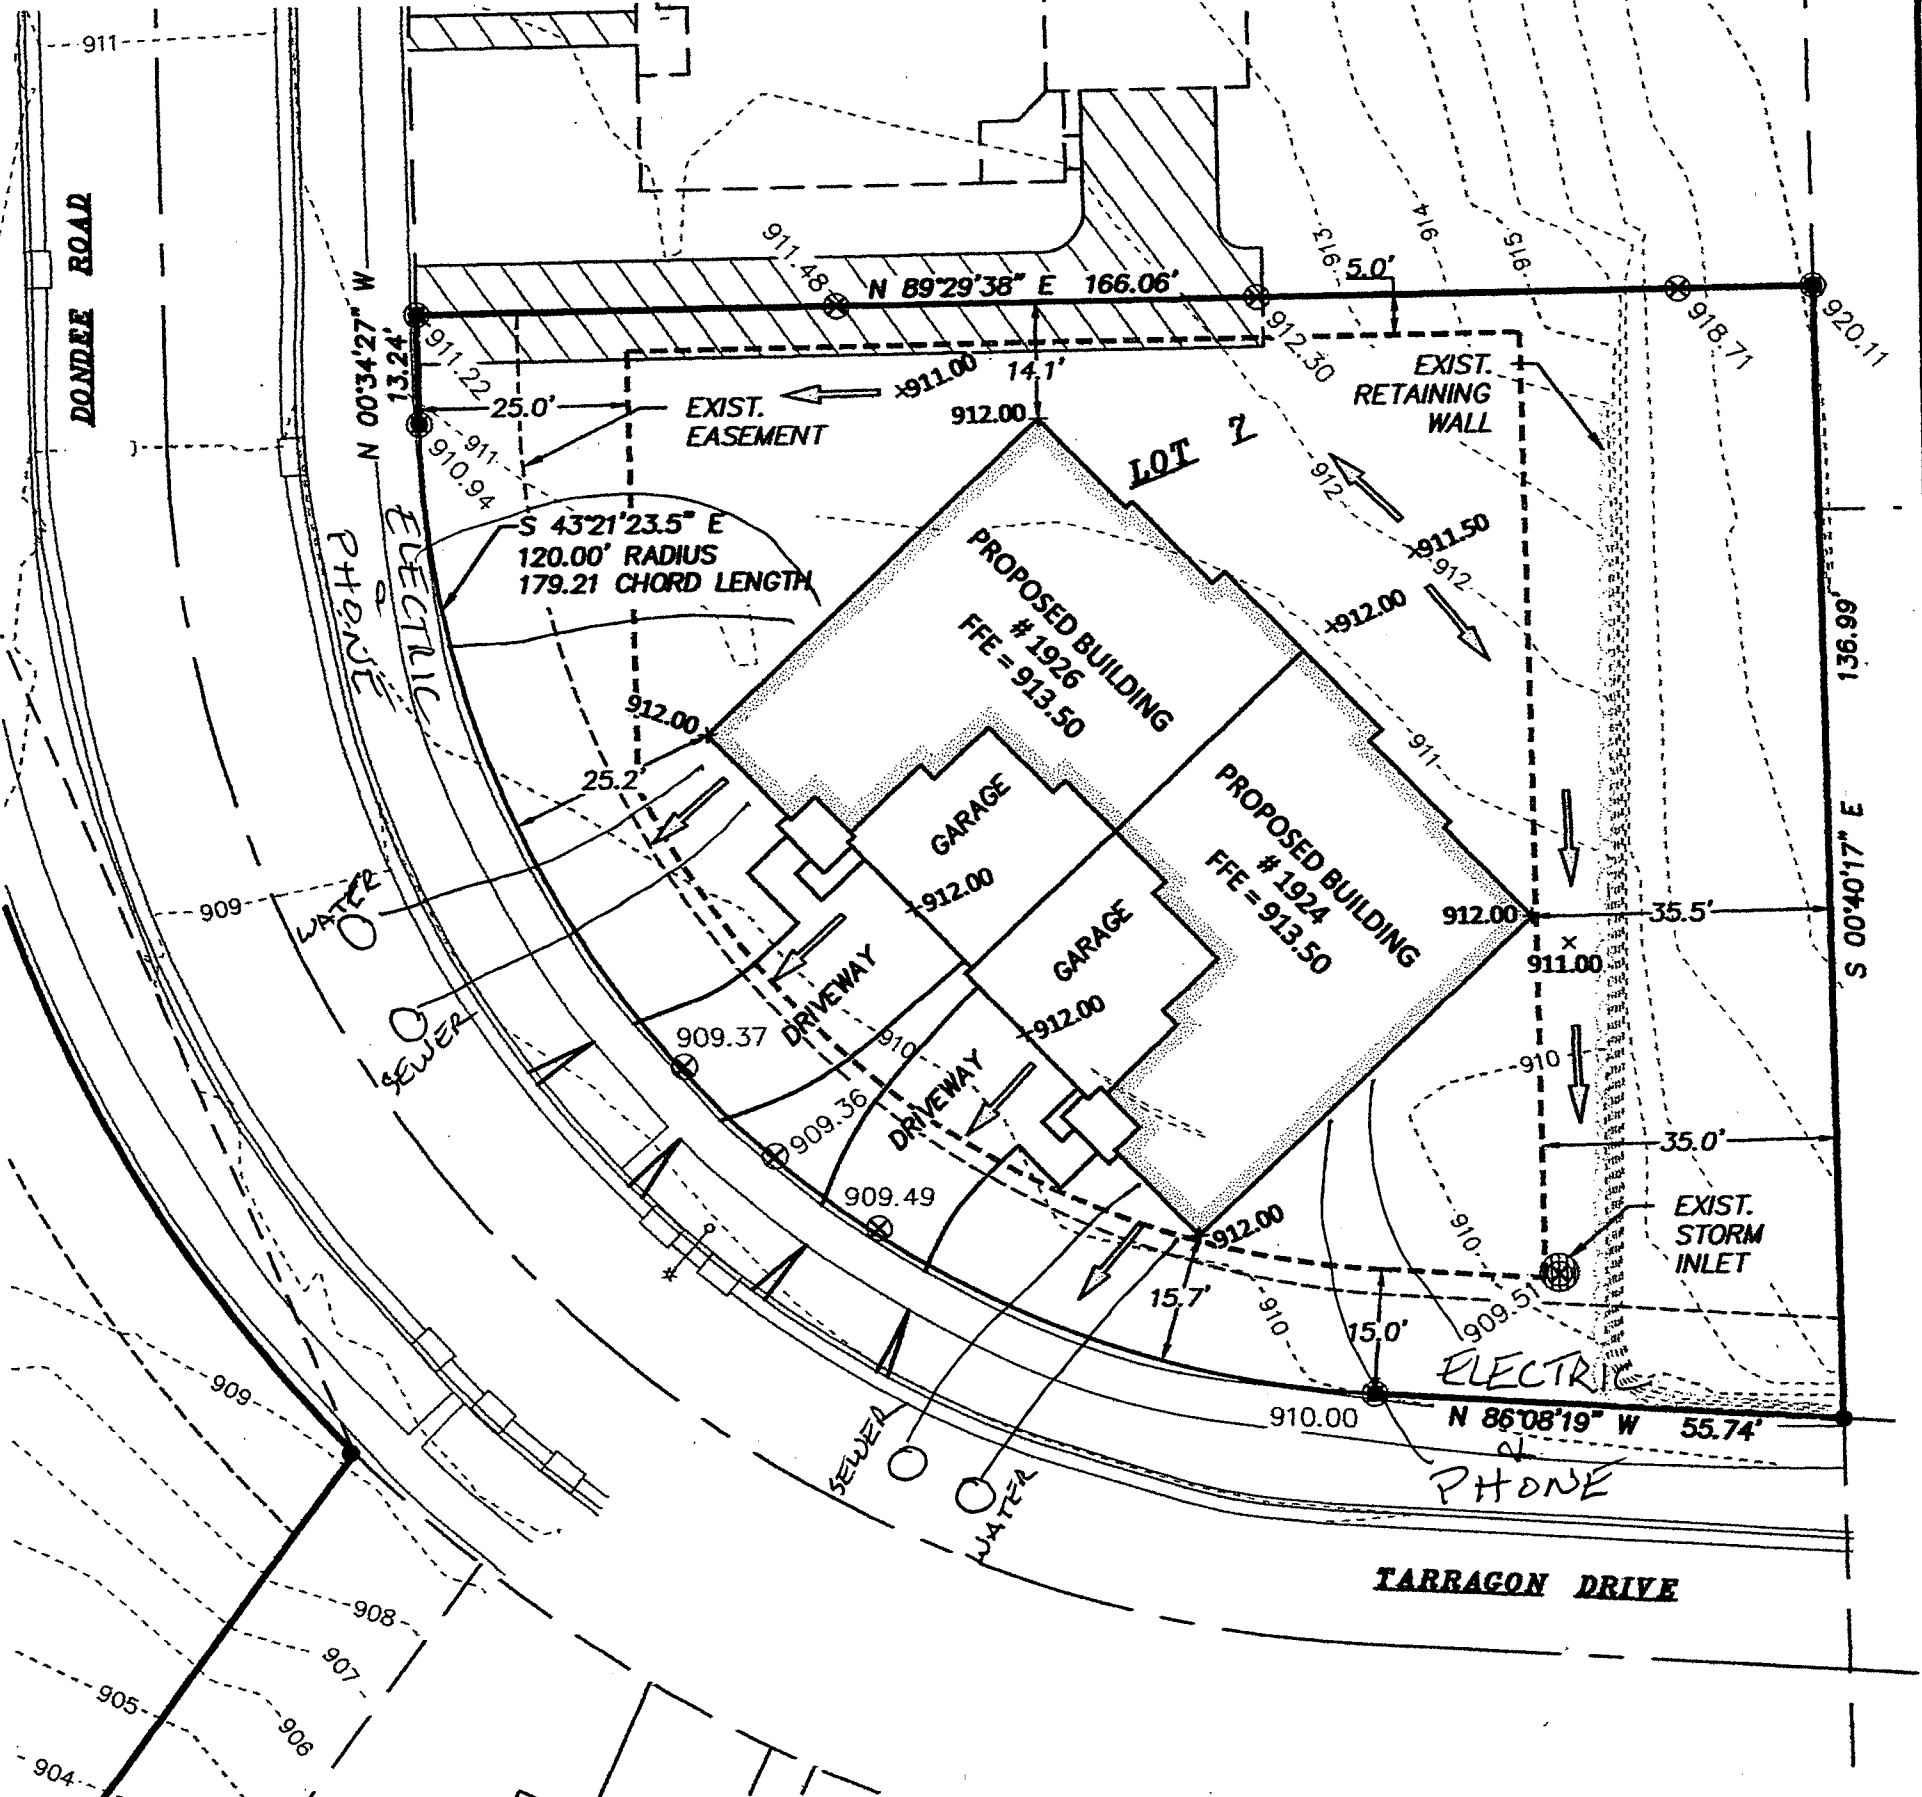 911
DONDEE ROAD
N 00°34'27" W
13.24'
911.48
N 89°29'38" E 166.06'
913
914
915
5.0'
911.22
912.30
918.71
920.11
25.0'
EXIST.
EASEMENT
911.00
14.1'
912.00
EXIST.
RETAINING
WALL
LOT 7
911
910.94
912
911.50
912
S 43°21'23.5" E
120.00' RADIUS
179.21 CHORD LENGTH
ELECTRIC
PHONE
PROPOSED BUILDING
# 1926
FFE = 913.50
912.00
136.99'
S 00°40'17" E
912.00
25.2'
911
GARAGE
PROPOSED BUILDING
# 1924
FFE = 913.50
912.00
912.00
35.5'
911.00
909
WATER
SEWER
DRIVEWAY
GARAGE
912.00
909.37
910
910
909.36
DRIVEWAY
35.0'
909.49
912.00
910
EXIST.
STORM
INLET
15.7'
910
15.0'
909.51
909
ELECTRIC
910.00
N 86°08'19" W 55.74'
SEWER
WATER
PHONE
TARRAGON DRIVE
908
907
906
905
904